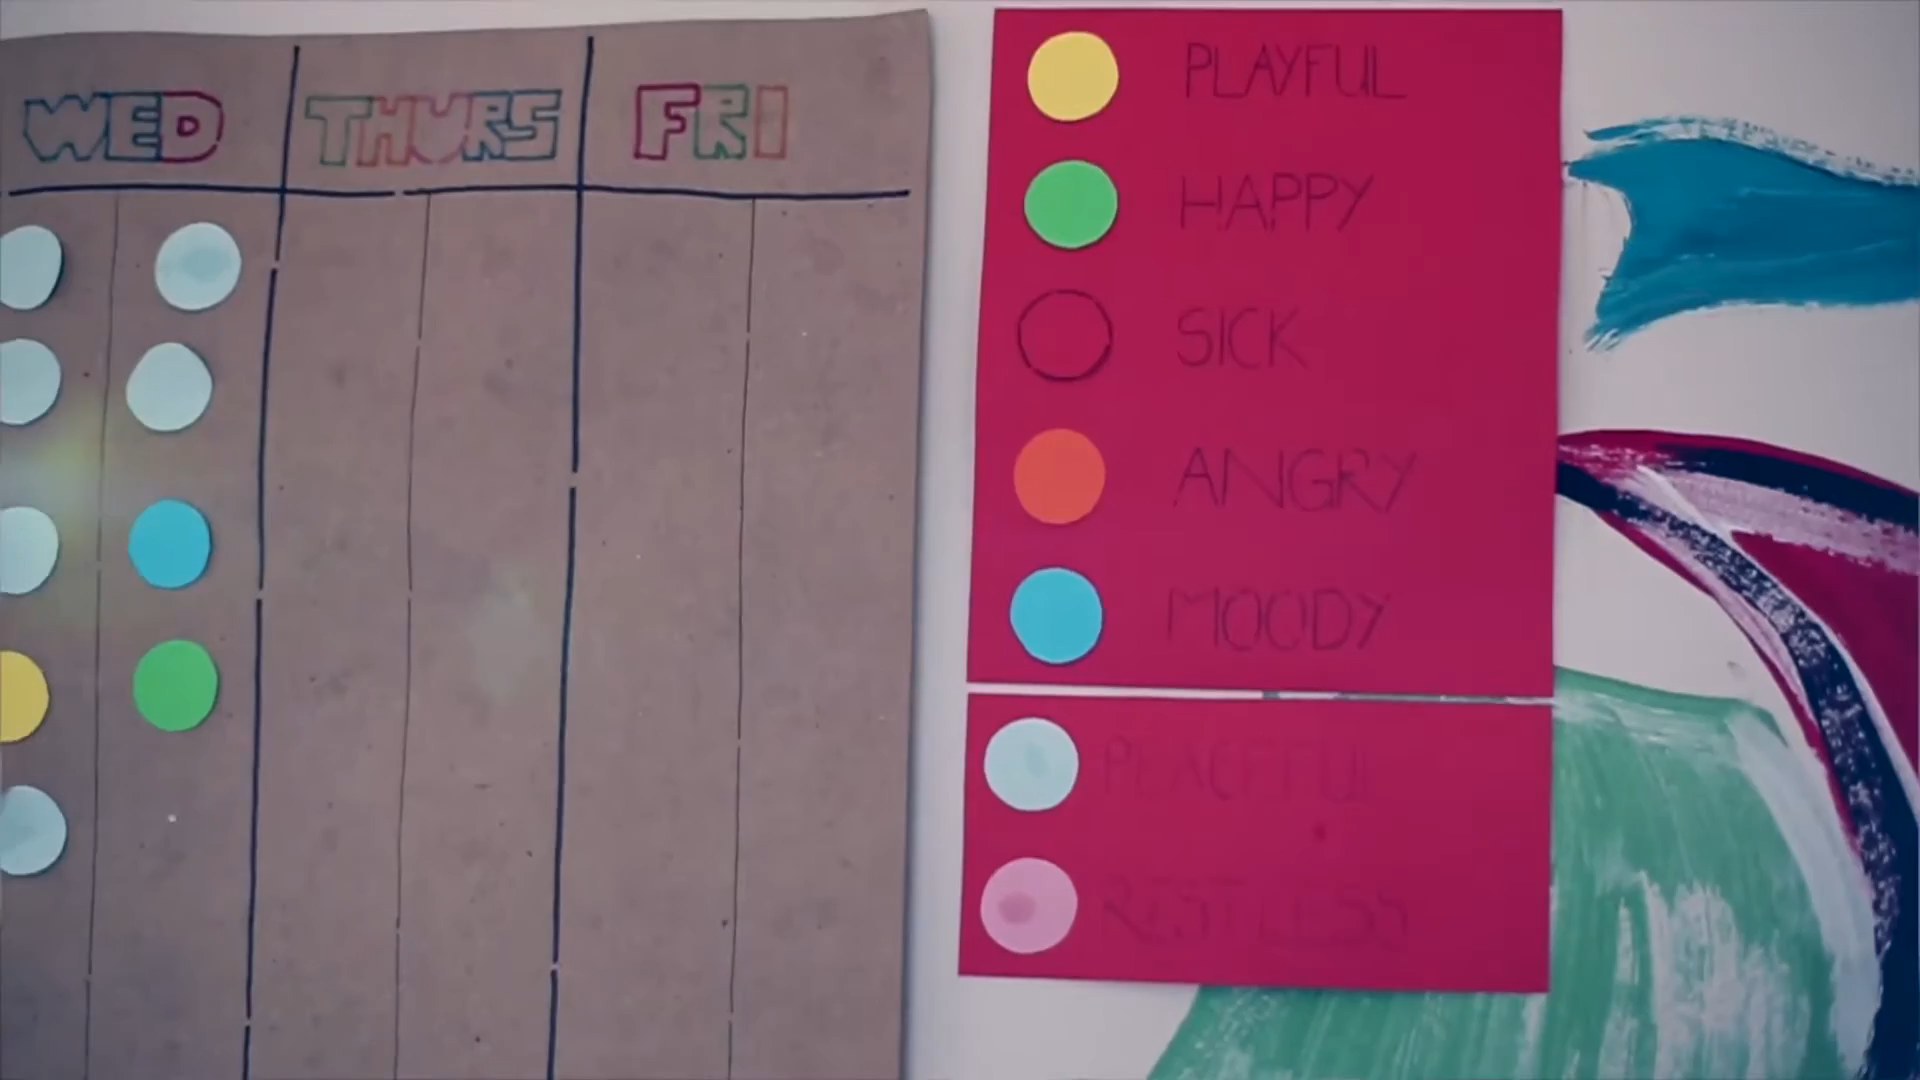 WED THURS FRI
PLAYFUL
HAPPY
SICK
ANGRY
MOODY
PEACEFUL
RESTLESS